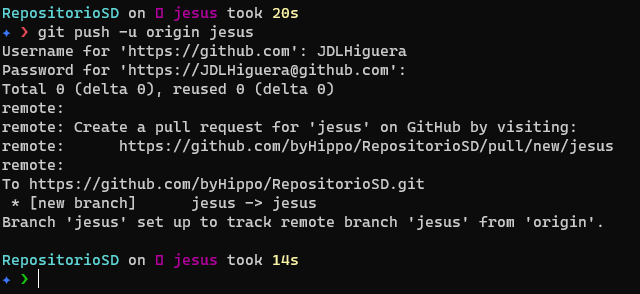 RepositorioSD on  jesus took 20s
✦ ❯ git push -u origin jesus
Username for 'https://github.com': JDLHiguera
Password for 'https://JDLHiguera@github.com':
Total 0 (delta 0), reused 0 (delta 0)
remote:
remote: Create a pull request for 'jesus' on GitHub by visiting:
remote:      https://github.com/byHippo/RepositorioSD/pull/new/jesus
remote:
To https://github.com/byHippo/RepositorioSD.git
 * [new branch]      jesus -> jesus
Branch 'jesus' set up to track remote branch 'jesus' from 'origin'.
RepositorioSD on  jesus took 14s
✦ ❯